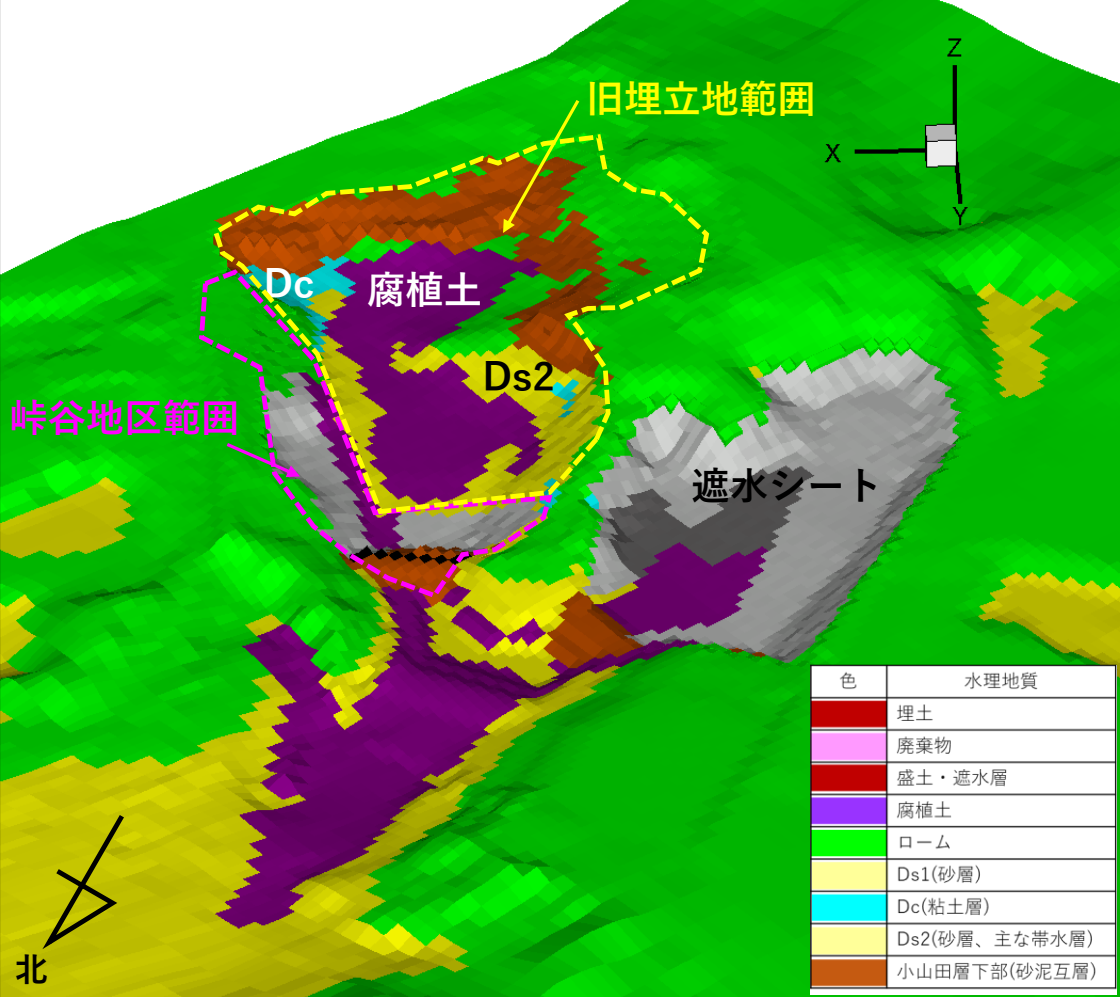 Z
旧埋立地範囲
X
Y
Dc
腐植土
Ds2
峠谷地区範囲
遮水シート
色 水理地質
埋土
廃棄物
盛土・遮水層
腐植土
ローム
Ds1(砂層)
Dc(粘土層)
Ds2(砂層、主な帯水層)
小山田層下部(砂泥互層)
北